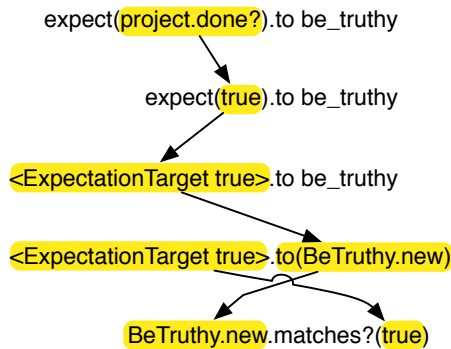 expect(project.done?).to be_truthy
expect(true).to be_truthy
<ExpectationTarget true>.to be_truthy
<ExpectationTarget true>.to(BeTruthy.new)
BeTruthy.new.matches?(true)